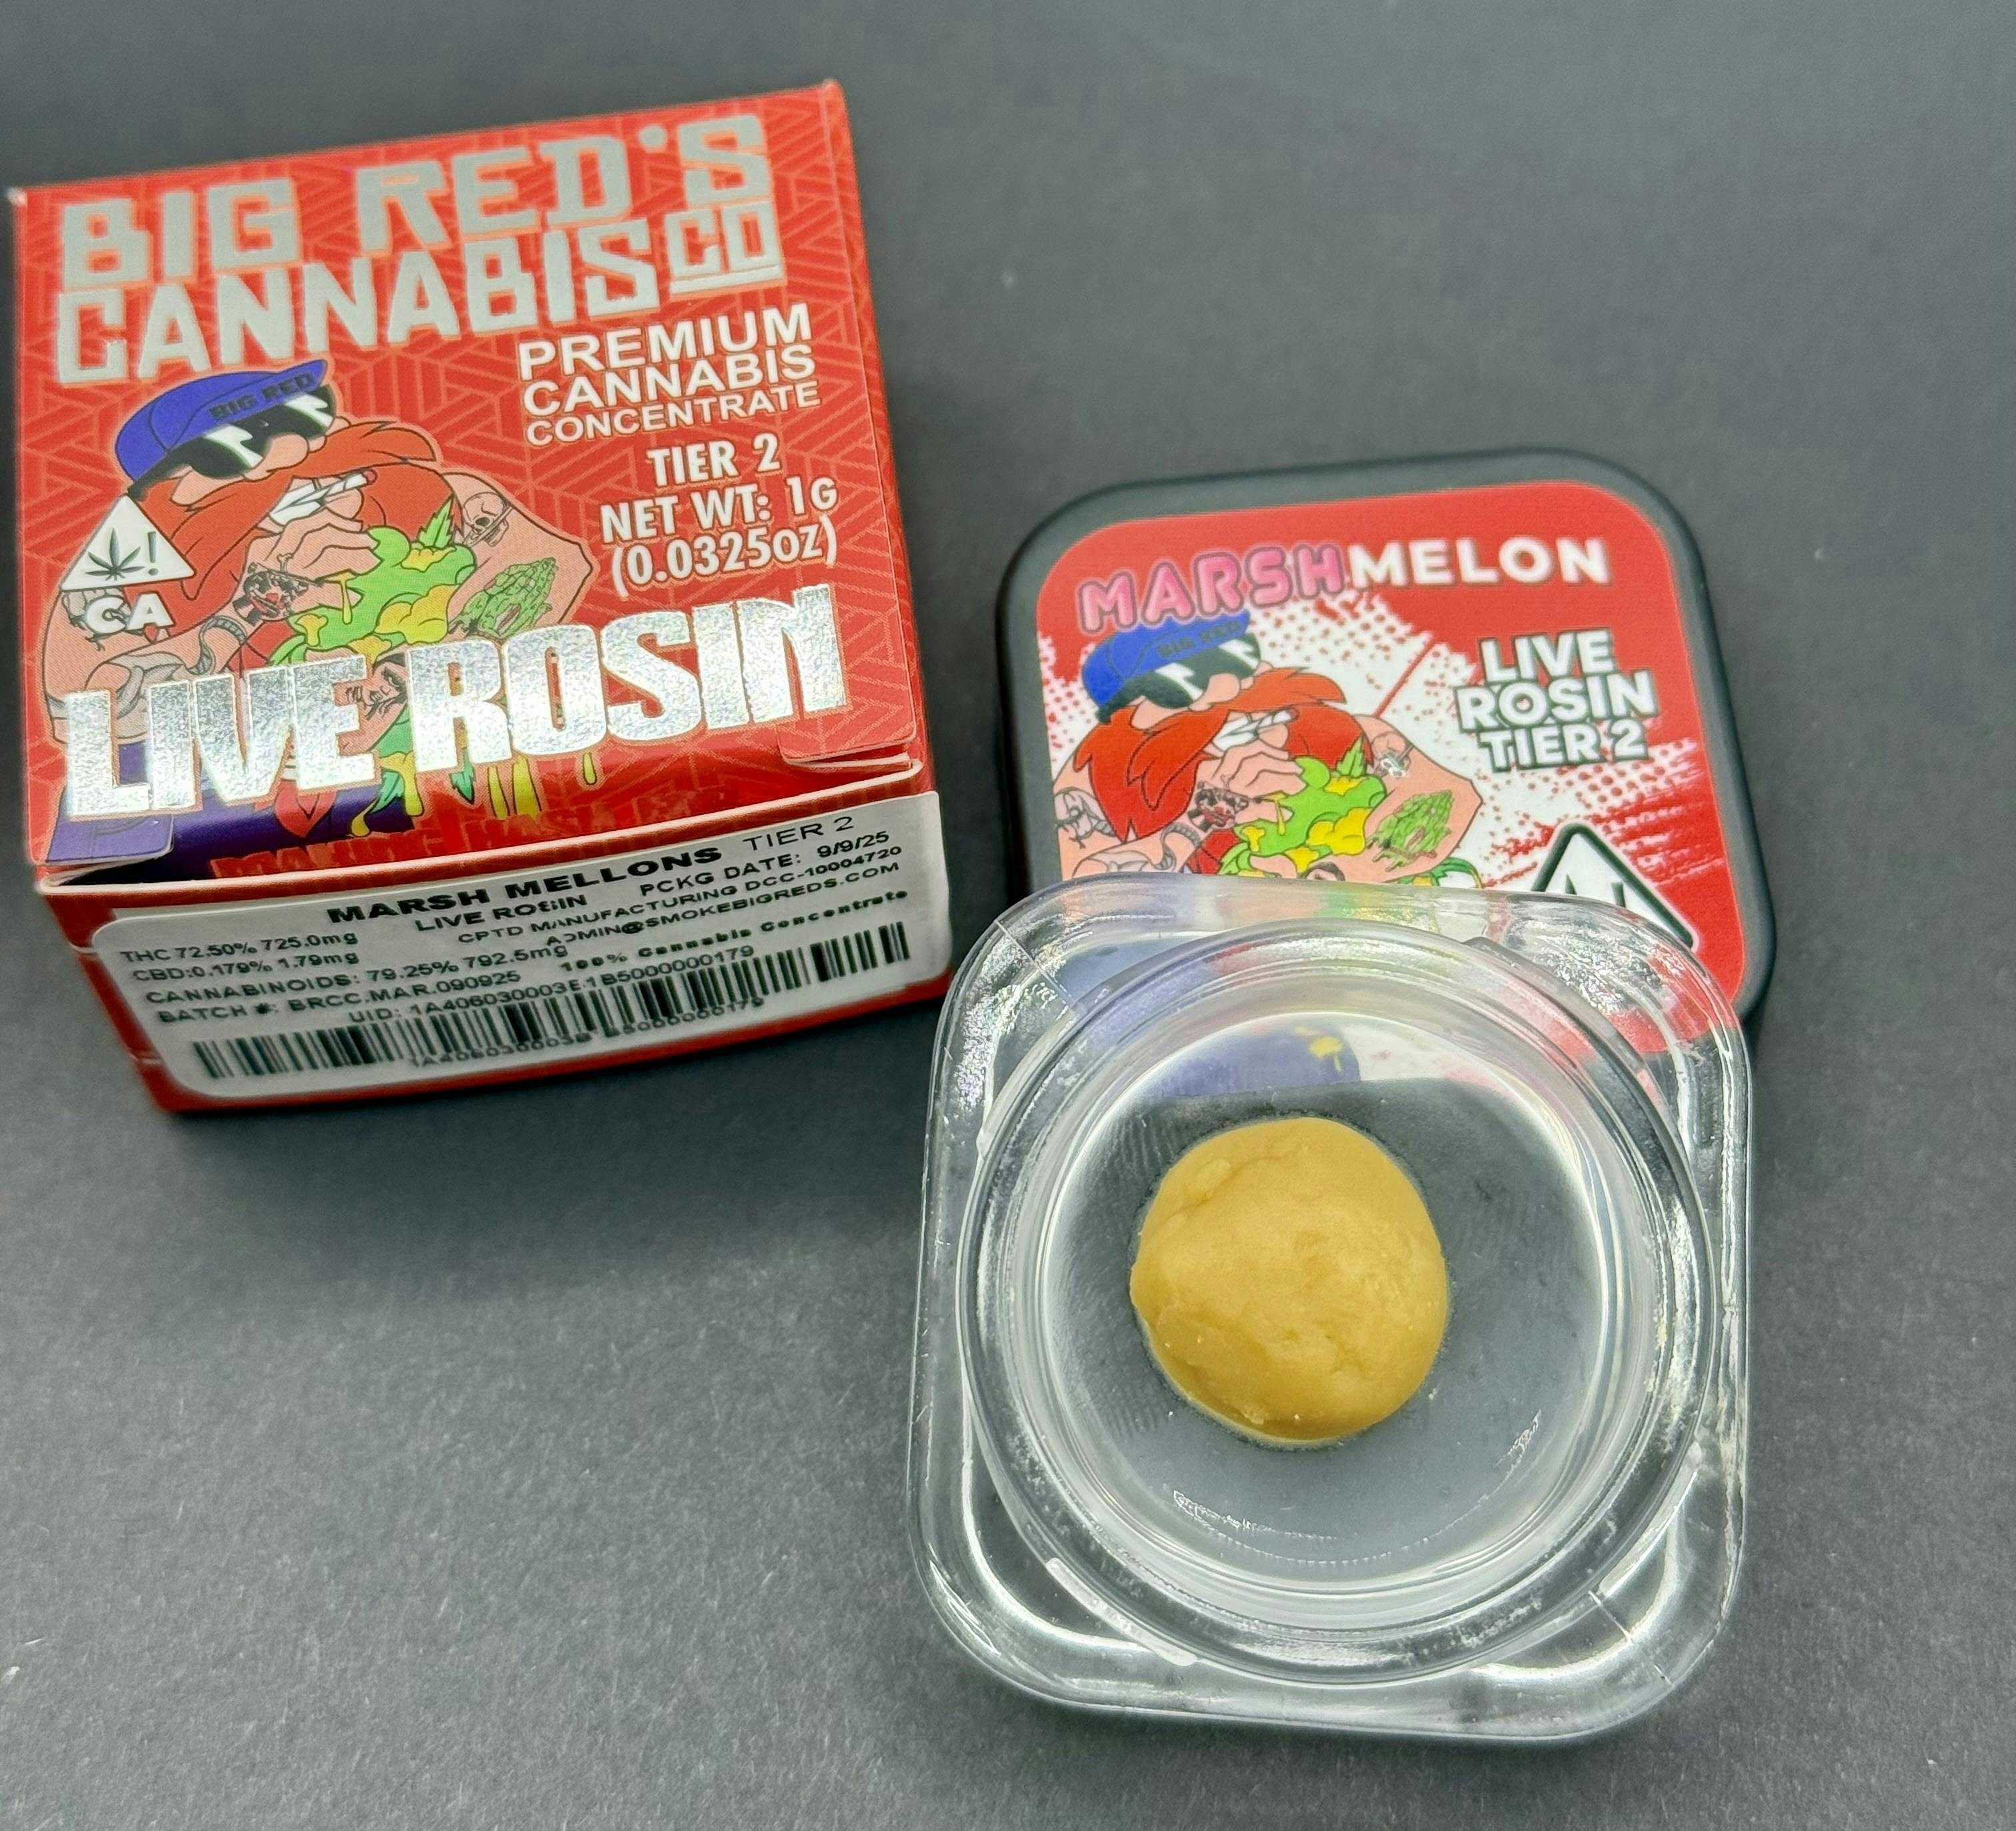 BIG RED'S
CANNABIS CO
PREMIUM
CANNABIS
CONCENTRATE
TIER 2
NET WT: 1G
(0.0325OZ)
BIG RED
CA
LIVE ROSIN
MARSH MELLONS TIER 2
LIVE ROSIN PCKG DATE: 9/9/25
CPTD MANUFACTURING DCC-10004720
ADMIN@SMOKEBIGREDS.COM
THC 72.50% 725.0mg
CBD:0.179% 1.79mg
CANNABINOIDS: 79.25% 792.5mg 100% Cannabis Concentrate
BATCH #: BRCC.MAR.090925
UID: 1A406030003E1B5000000179
MARSHMELON
BIG RED
LIVE
ROSIN
TIER 2